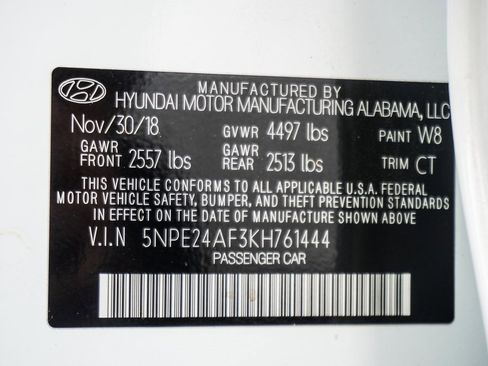 MANUFACTURED BY
HYUNDAI MOTOR MANUFACTURING ALABAMA, LLC
Nov/30/18 GVWR 4497 lbs PAINT W8
GAWR FRONT 2557 lbs GAWR REAR 2513 lbs TRIM CT
THIS VEHICLE CONFORMS TO ALL APPLICABLE U.S.A. FEDERAL
MOTOR VEHICLE SAFETY, BUMPER, AND THEFT PREVENTION STANDARDS
IN EFFECT ON THE DATE OF MANUFACTURE SHOWN ABOVE.
V.I.N 5NPE24AF3KH761444
PASSENGER CAR